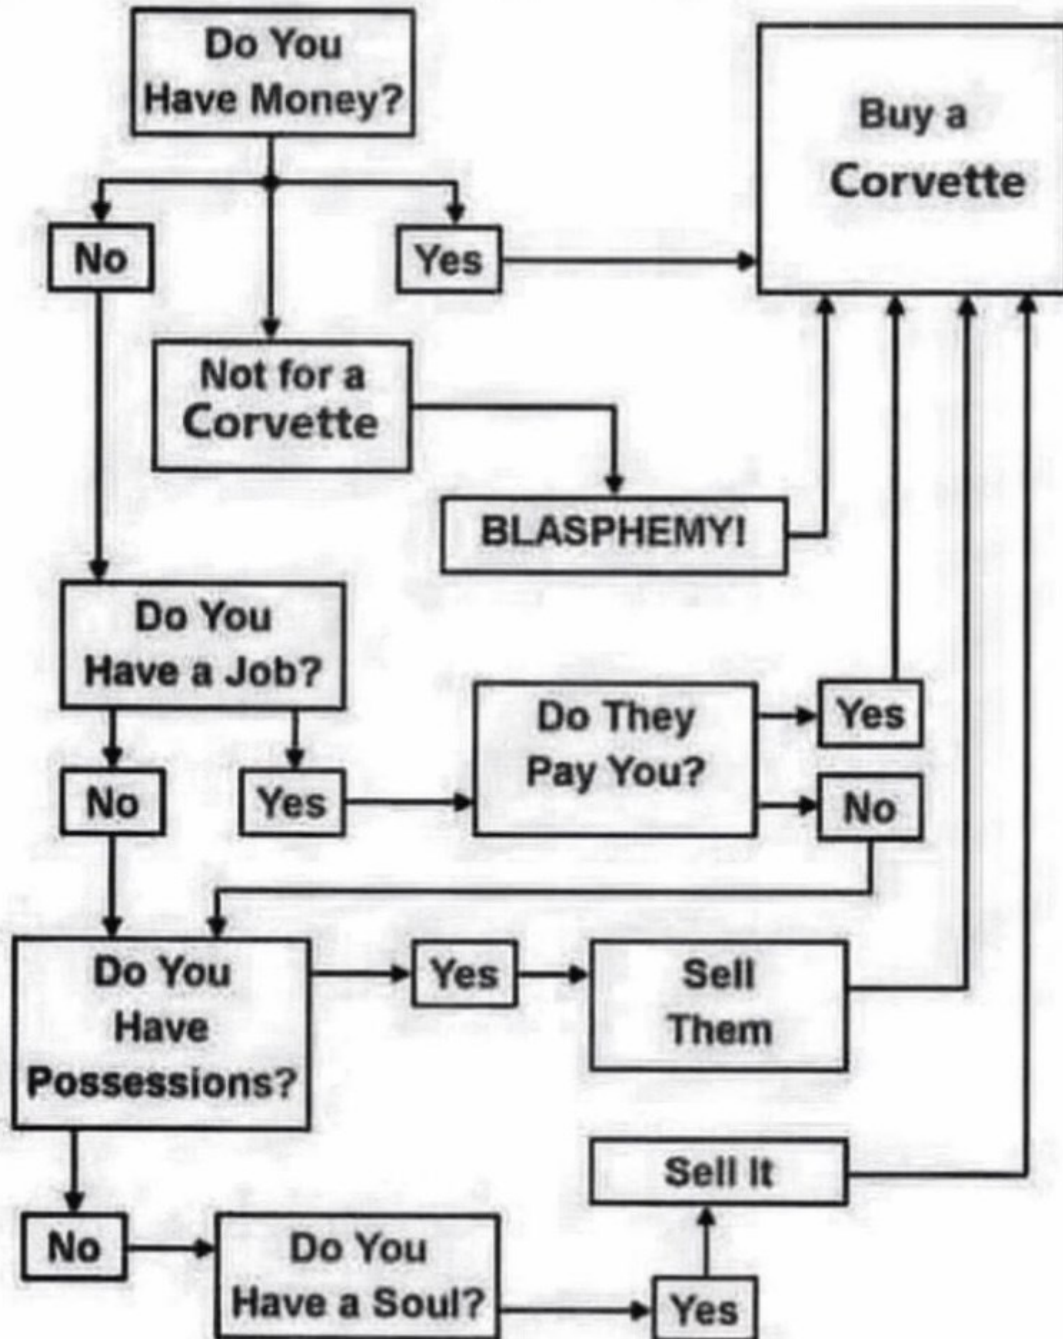 Do You
Have Money?
Buy a
Corvette
No
Yes
Not for a
Corvette
BLASPHEMY!
Do You
Have a Job?
Do They
Pay You?
Yes
No
Yes
No
Do You
Have
Possessions?
Yes
Sell
Them
Sell It
No
Do You
Have a Soul?
Yes